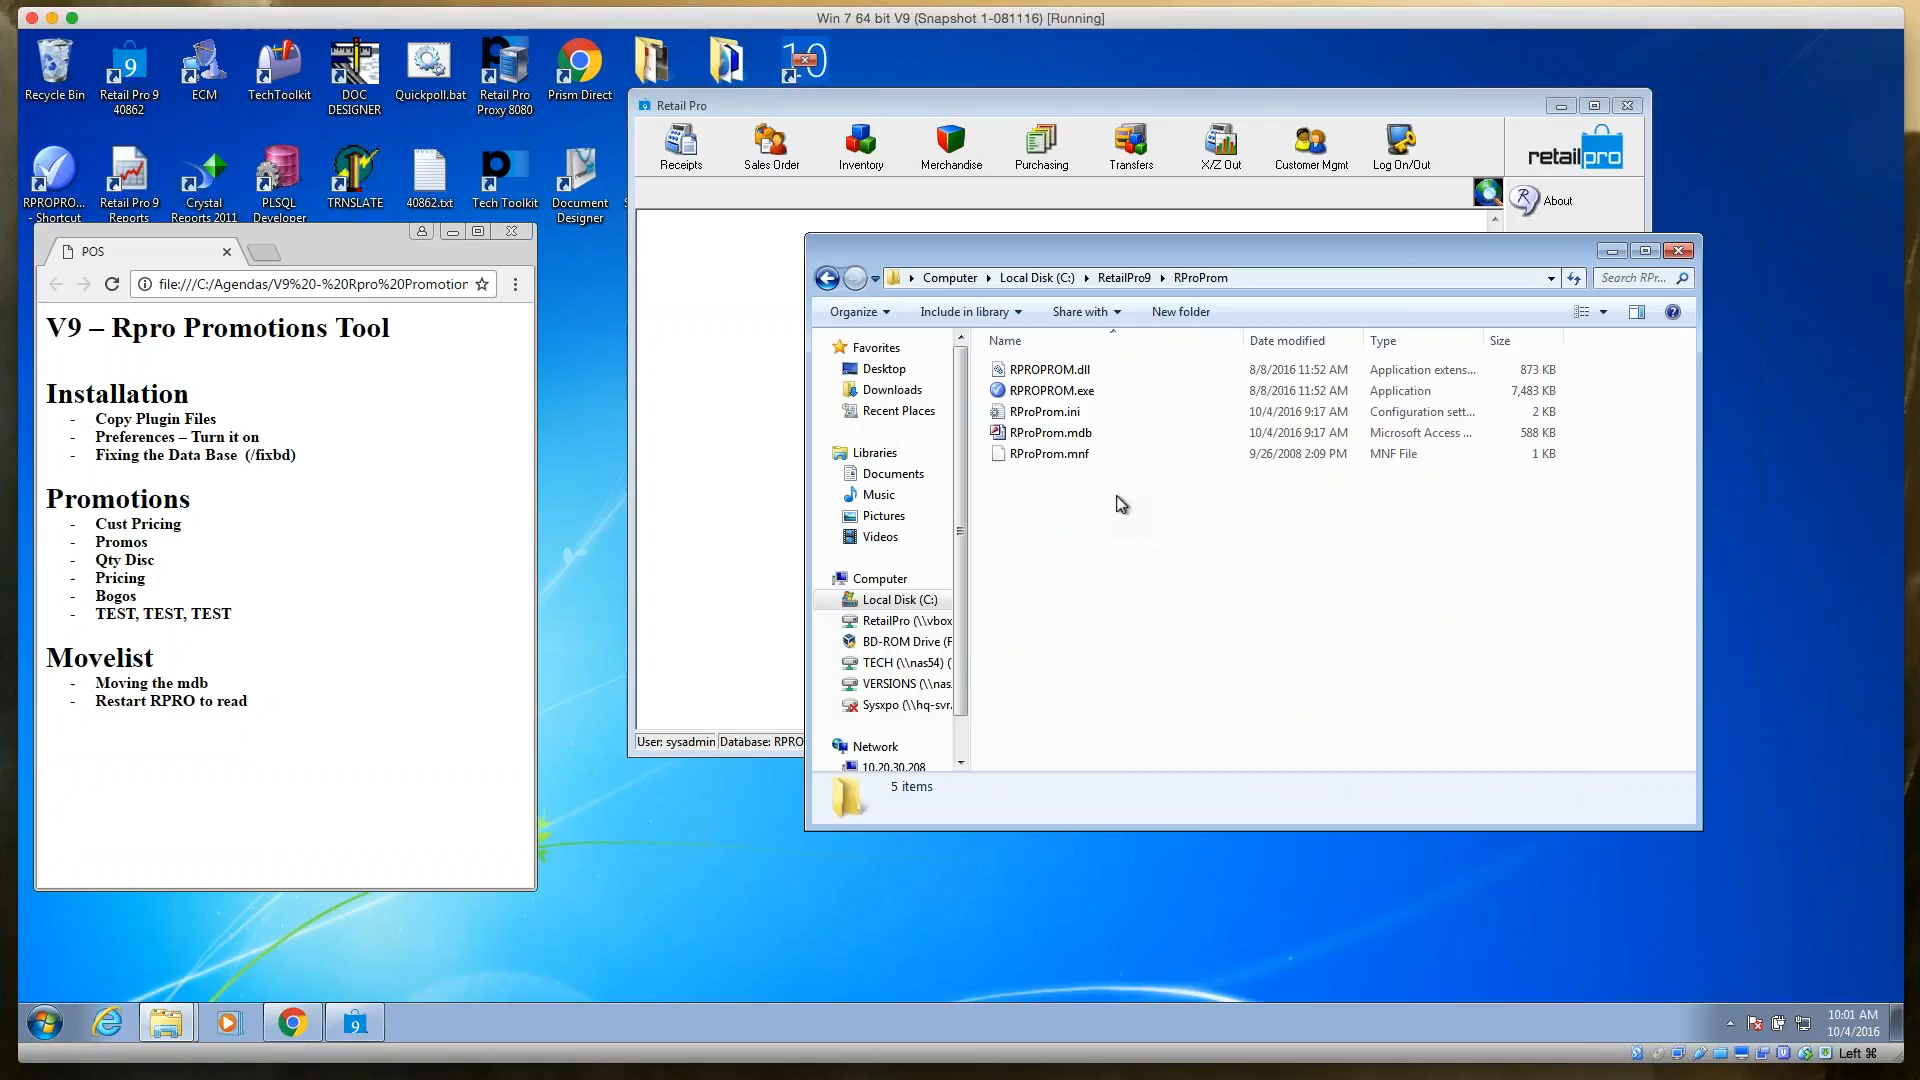 Win 7 64 bit V9 (Snapshot 1-081116) [Running]
Recycle Bin
Retail Pro 9 40862
ECM
TechToolkit
DOC DESIGNER
Quickpoll.bat
Retail Pro Proxy 8080
Prism Direct
10
RPROPRO... - Shortcut
Retail Pro 9 Reports
Crystal Reports 2011
PLSQL Developer
TRNSLATE
40862.txt
Tech Toolkit
Document Designer
Retail Pro
Receipts
Sales Order
Inventory
Merchandise
Purchasing
Transfers
X/Z Out
Customer Mgmt
Log On/Out
retailpro
About
User: sysadmin
Database: RPRO
POS
file:///C:/Agendas/V9%20-%20Rpro%20Promotion
V9 – Rpro Promotions Tool
Installation
- Copy Plugin Files
- Preferences – Turn it on
- Fixing the Data Base (/fixbd)
Promotions
- Cust Pricing
- Promos
- Qty Disc
- Pricing
- Bogos
- TEST, TEST, TEST
Movelist
- Moving the mdb
- Restart RPRO to read
Computer
Local Disk (C:)
RetailPro9
RProProm
Search RPr...
Organize
Include in library
Share with
New folder
Favorites
Desktop
Downloads
Recent Places
Libraries
Documents
Music
Pictures
Videos
Computer
Local Disk (C:)
RetailPro (\\vbox
BD-ROM Drive (F
TECH (\\nas54) (
VERSIONS (\\nas
Sysxpo (\\hq-svr.
Network
10.20.30.208
Name Date modified Type Size
RPROPROM.dll 8/8/2016 11:52 AM Application extens... 873 KB
RPROPROM.exe 8/8/2016 11:52 AM Application 7,483 KB
RProProm.ini 10/4/2016 9:17 AM Configuration sett... 2 KB
RProProm.mdb 10/4/2016 9:17 AM Microsoft Access ... 588 KB
RProProm.mnf 9/26/2008 2:09 PM MNF File 1 KB
5 items
10:01 AM
10/4/2016
Left ⌘